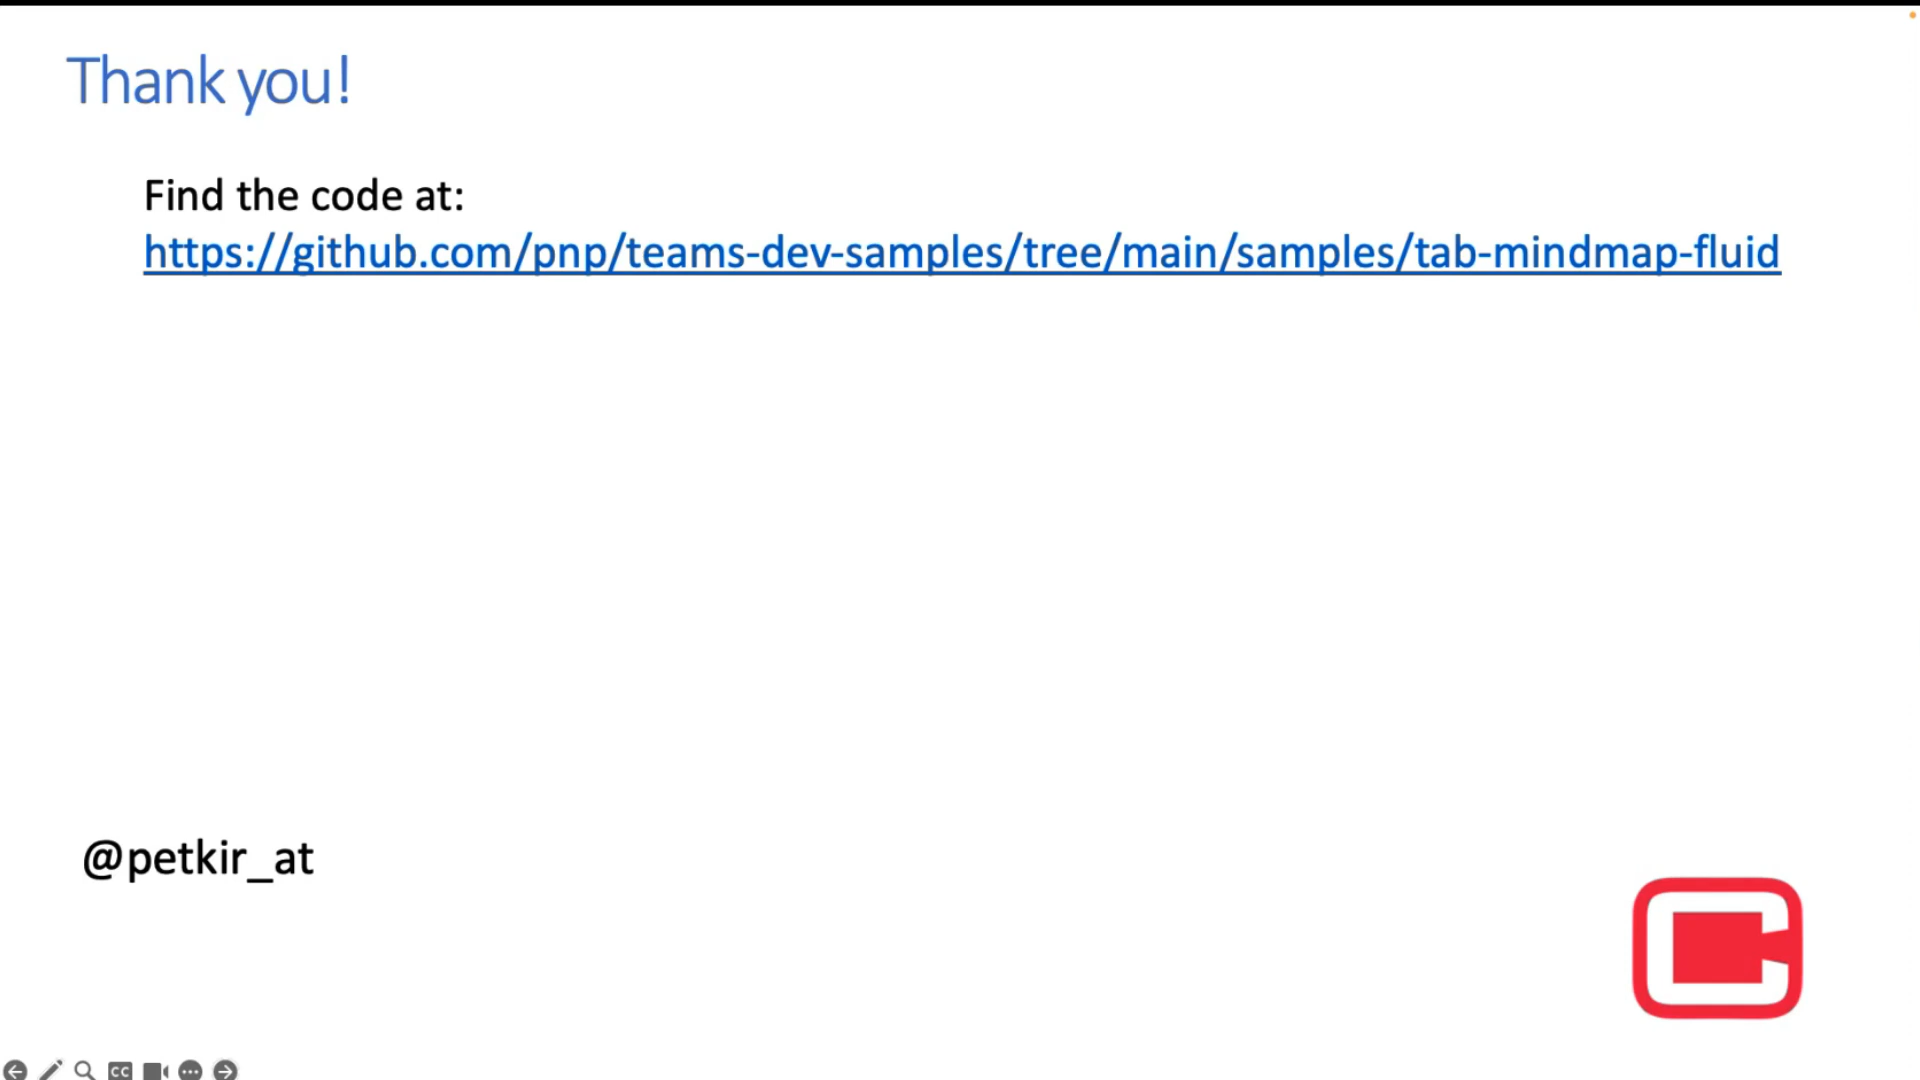 Thank you!
Find the code at:
https://github.com/pnp/teams-dev-samples/tree/main/samples/tab-mindmap-fluid
@petkir_at
CC